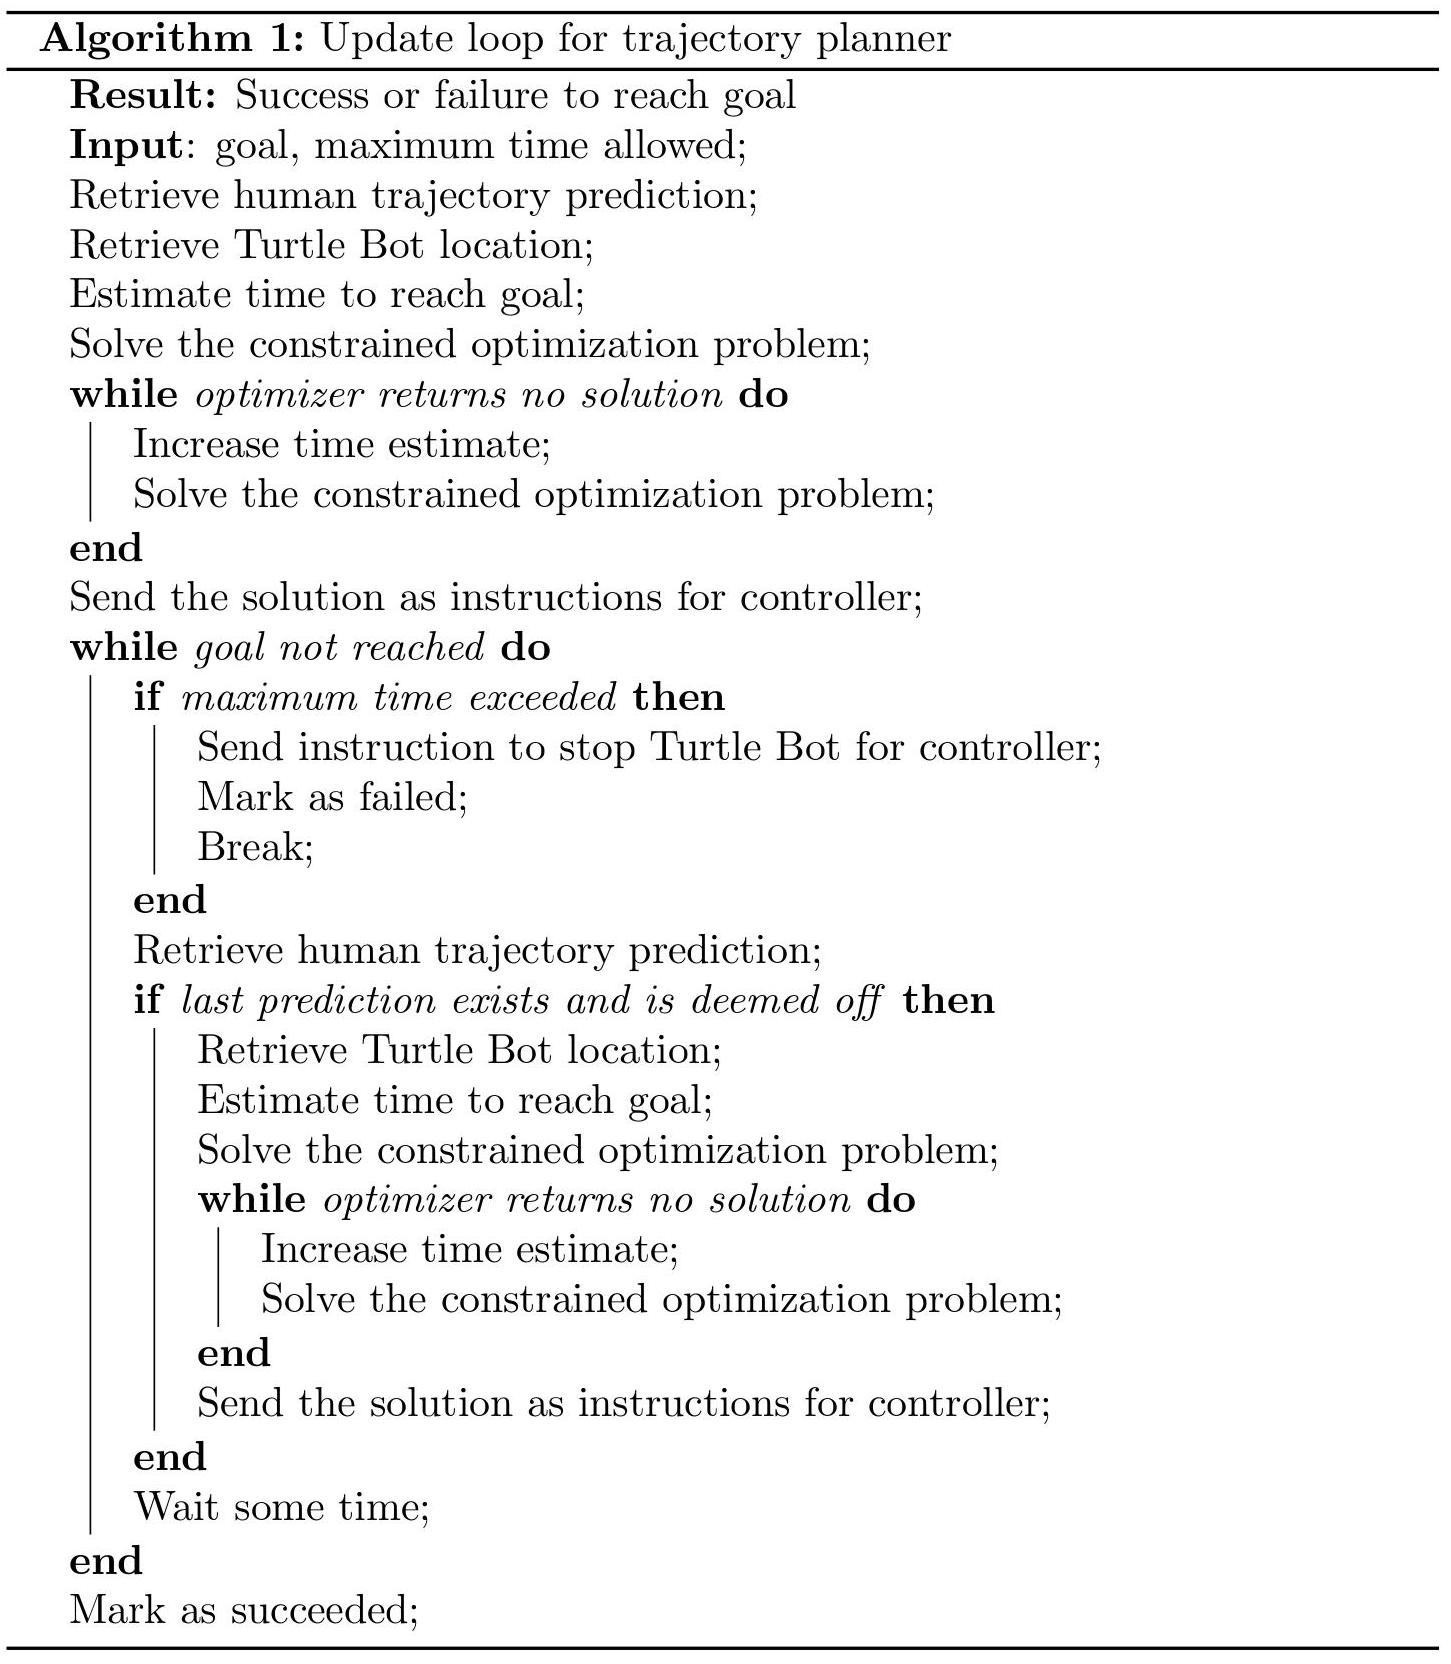 Algorithm 1: Update loop for trajectory planner
Result: Success or failure to reach goal
Input: goal, maximum time allowed;
Retrieve human trajectory prediction;
Retrieve Turtle Bot location;
Estimate time to reach goal;
Solve the constrained optimization problem;
while optimizer returns no solution do
Increase time estimate;
Solve the constrained optimization problem;
end
Send the solution as instructions for controller;
while goal not reached do
if maximum time exceeded then
Send instruction to stop Turtle Bot for controller;
Mark as failed;
Break;
end
Retrieve human trajectory prediction;
if last prediction exists and is deemed off then
Retrieve Turtle Bot location;
Estimate time to reach goal;
Solve the constrained optimization problem;
while optimizer returns no solution do
Increase time estimate;
Solve the constrained optimization problem;
end
Send the solution as instructions for controller;
end
Wait some time;
end
Mark as succeeded;